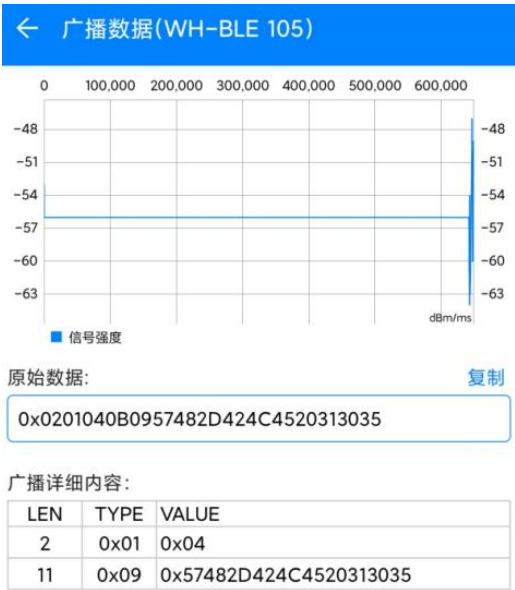 ← 广播数据(WH-BLE 105)
0 100,000 200,000 300,000 400,000 500,000 600,000
-48 -48
-51 -51
-54 -54
-57 -57
-60 -60
-63 -63
dBm/ms
信号强度
原始数据: 复制
0x0201040B0957482D424C4520313035
广播详细内容:
LEN TYPE VALUE
2 0x01 0x04
11 0x09 0x57482D424C4520313035